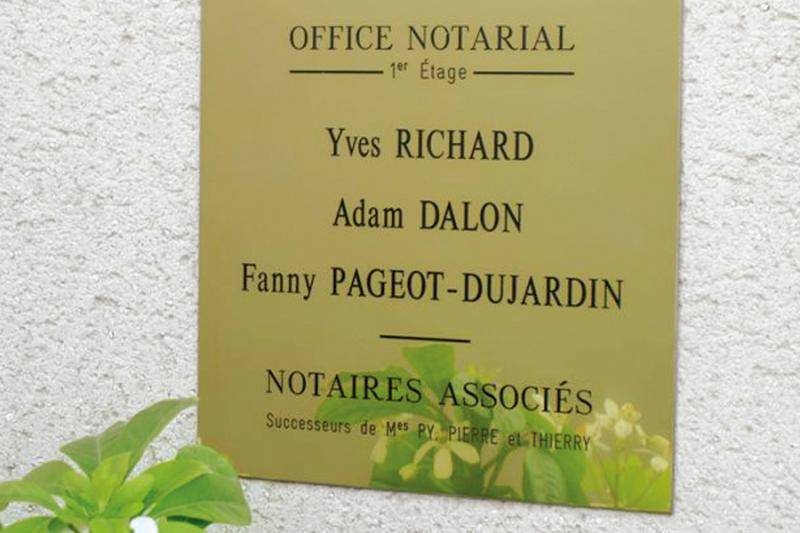 OFFICE NOTARIAL
1er Étage
Yves RICHARD
Adam DALON
Fanny PAGEOT-DUJARDIN
NOTAIRES ASSOCIÉS
Successeurs de Mes PY, PIERRE et THIERRY